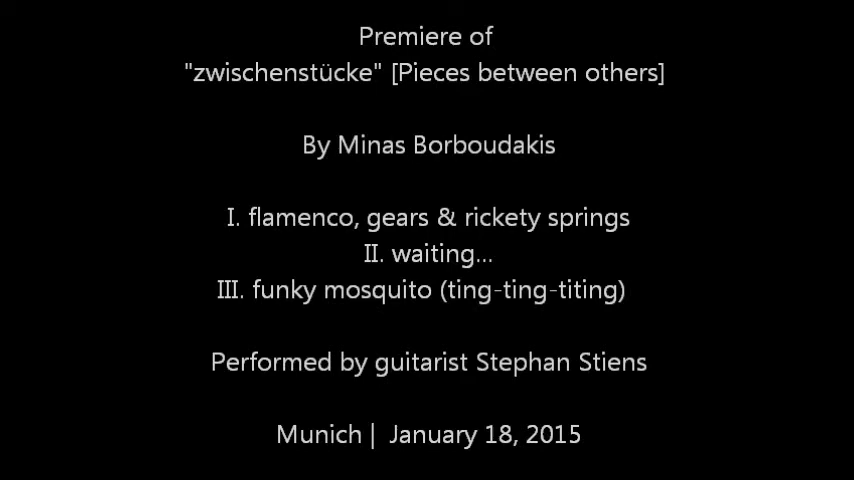 Premiere of
"zwischenstücke" [Pieces between others]
By Minas Borboudakis
I. flamenco, gears & rickety springs
II. waiting...
III. funky mosquito (ting-ting-titing)
Performed by guitarist Stephan Stiens
Munich | January 18, 2015